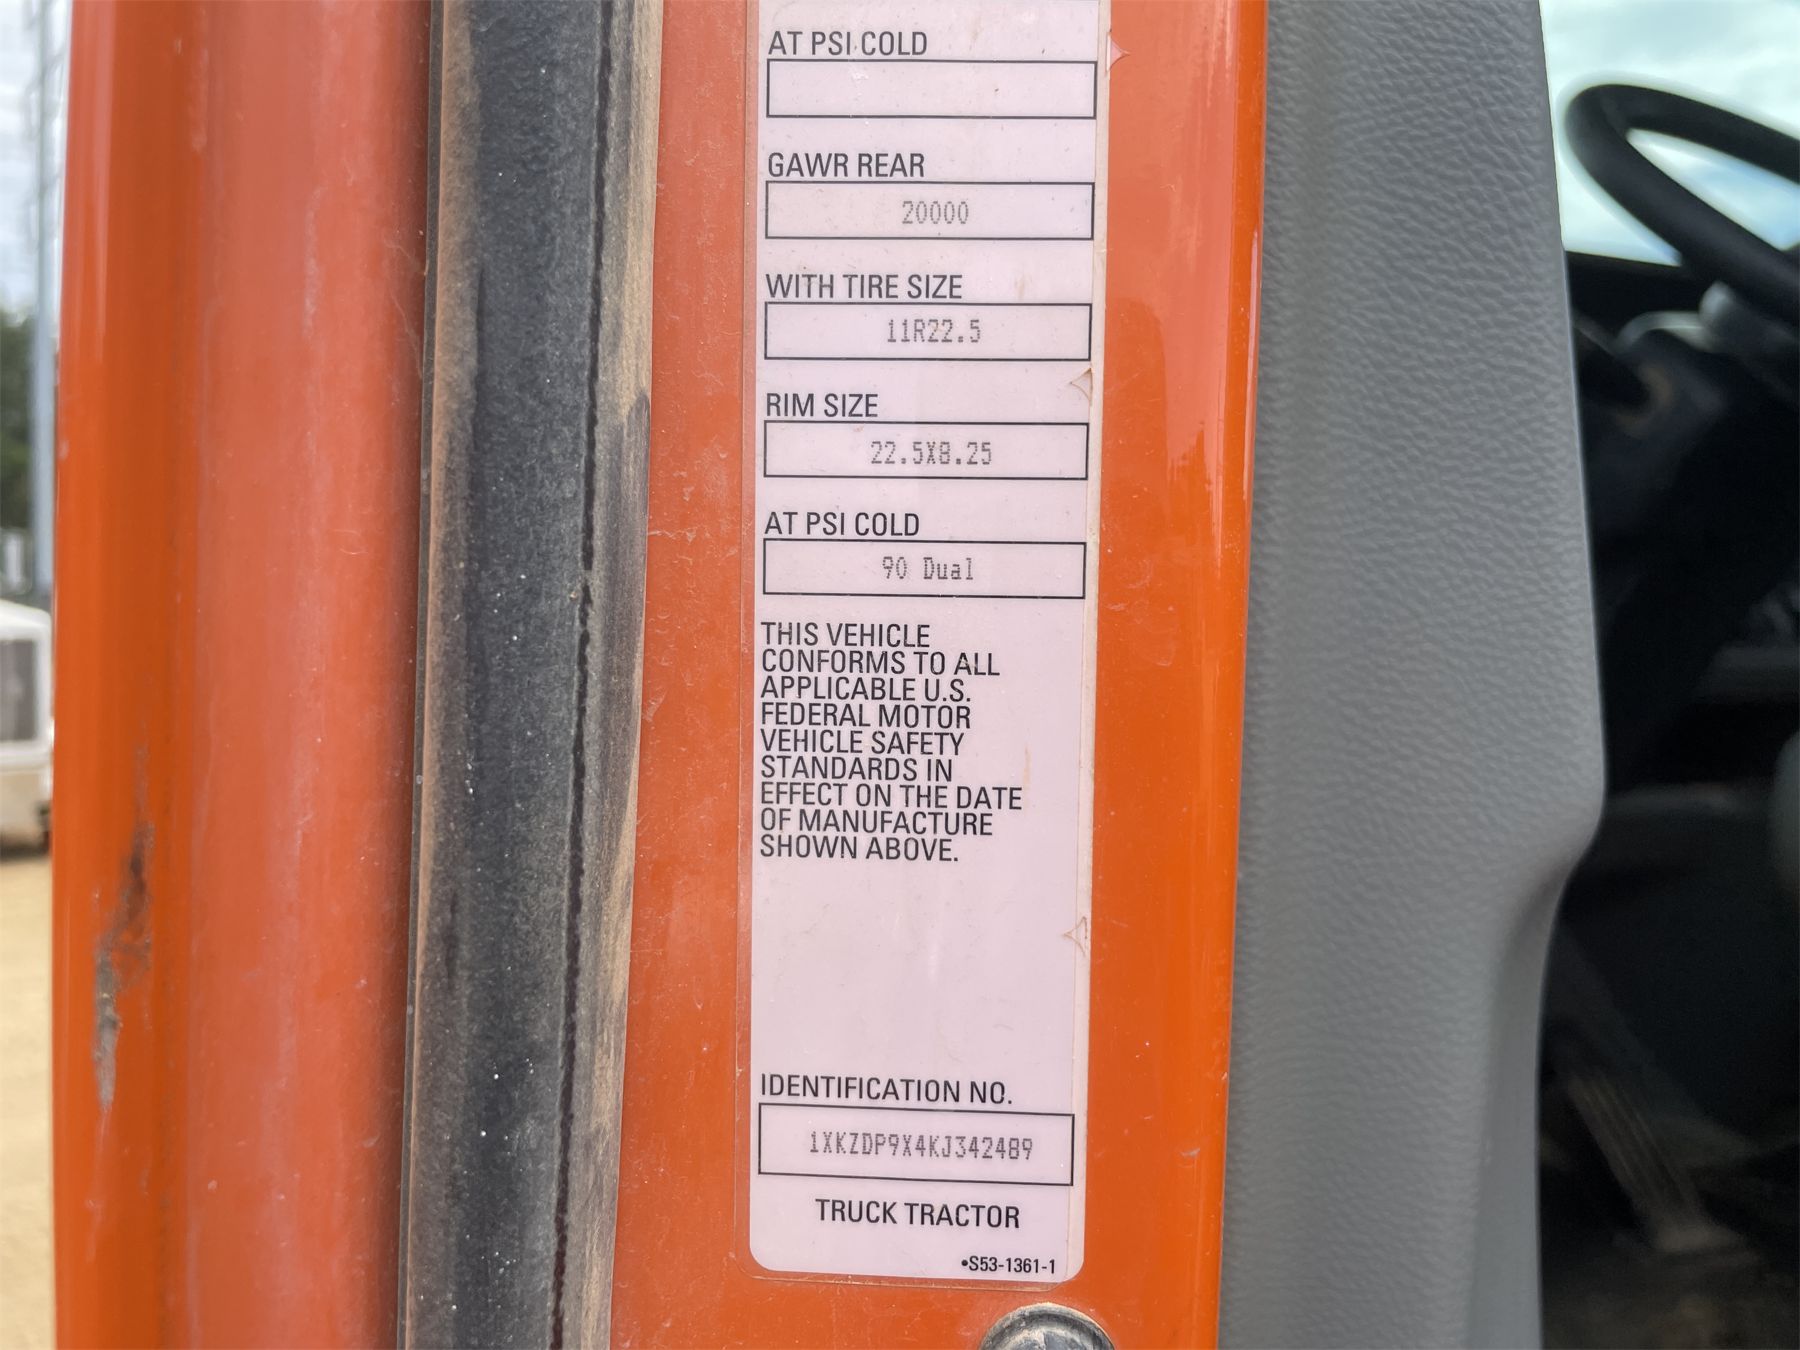 AT PSI COLD
GAWR REAR
20000
WITH TIRE SIZE
11R22.5
RIM SIZE
22.5X8.25
AT PSI COLD
90 Dual
THIS VEHICLE
CONFORMS TO ALL
APPLICABLE U.S.
FEDERAL MOTOR
VEHICLE SAFETY
STANDARDS IN
EFFECT ON THE DATE
OF MANUFACTURE
SHOWN ABOVE.
IDENTIFICATION NO.
1XKZDP9X4KJ342489
TRUCK TRACTOR
•S53-1361-1